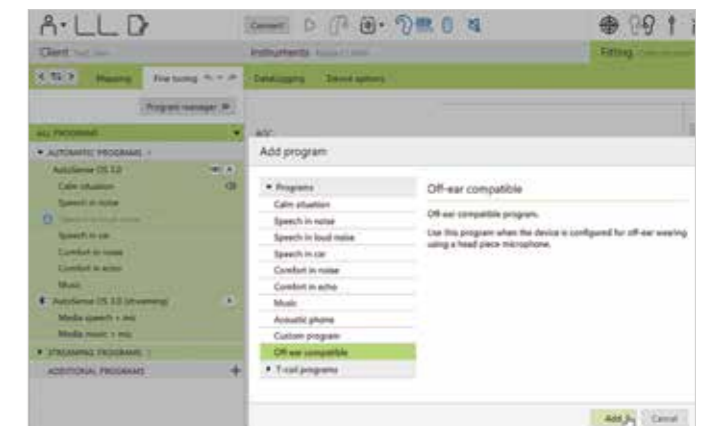 Connect
Client
Instruments
Fitting
Mapping
Fine tuning
Datalogging
Device options
Program manager
ALL PROGRAMS
AUTOMATIC PROGRAMS
AutoSense OS 3.0
Calm situation
Speech in noise
Speech in loud noise
Speech in car
Comfort in noise
Comfort in echo
Music
AutoSense OS 3.0 (streaming)
Media speech + mic
Media music + mic
STREAMING PROGRAMS
ADDITIONAL PROGRAMS
Add program
Programs
Calm situation
Speech in noise
Speech in loud noise
Speech in car
Comfort in noise
Comfort in echo
Music
Acoustic phone
Custom program
Off-ear compatible
T-coil programs
Off-ear compatible
Off-ear compatible program.
Use this program when the device is configured for off-ear wearing
using a head piece microphone.
Add
Cancel